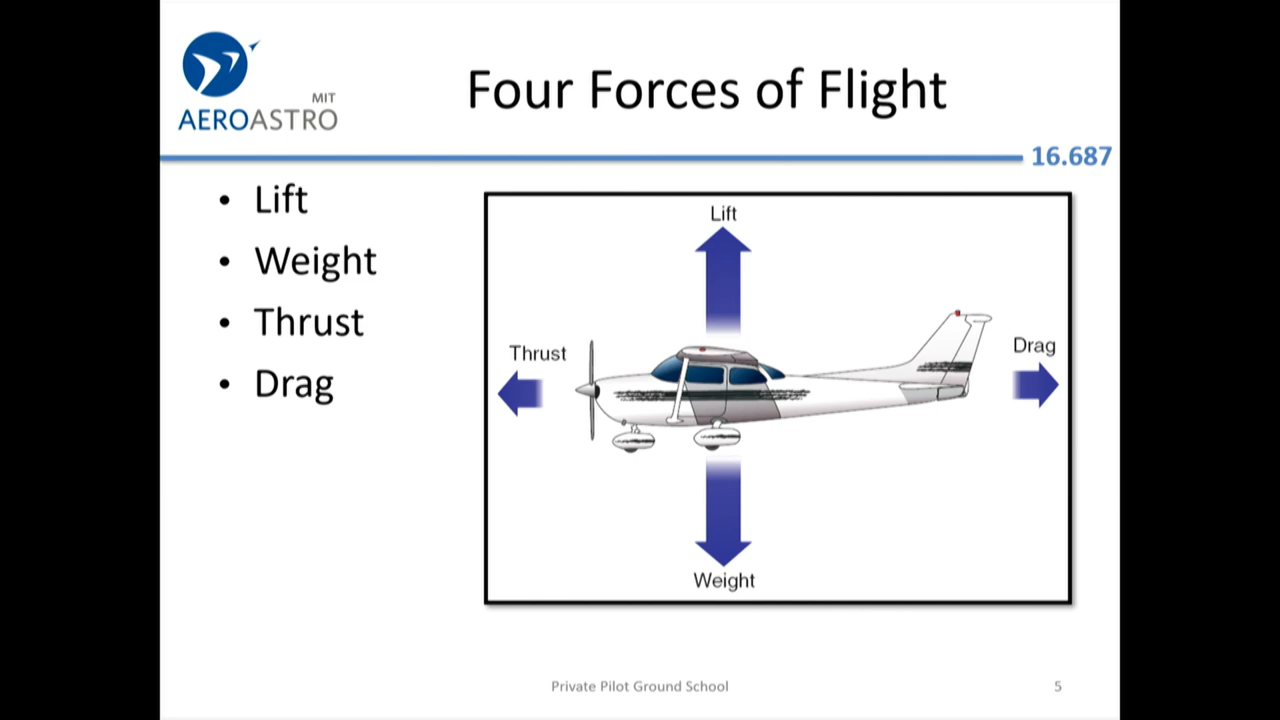 MIT
AEROASTRO
Four Forces of Flight
16.687
• Lift
• Weight
• Thrust
• Drag
Lift
Thrust
Drag
Weight
Private Pilot Ground School
5